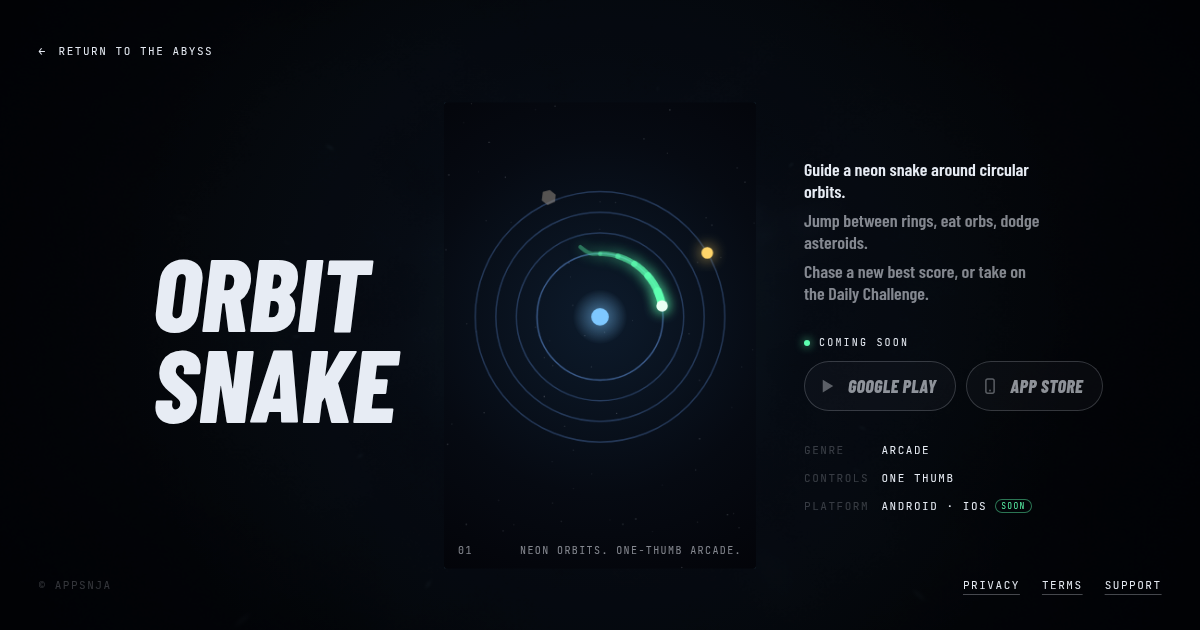 ← RETURN TO THE ABYSS
ORBIT
SNAKE
01 NEON ORBITS. ONE-THUMB ARCADE.
Guide a neon snake around circular
orbits.
Jump between rings, eat orbs, dodge
asteroids.
Chase a new best score, or take on
the Daily Challenge.
COMING SOON
GOOGLE PLAY APP STORE
GENRE ARCADE
CONTROLS ONE THUMB
PLATFORM ANDROID · IOS SOON
© APPSNJA
PRIVACY TERMS SUPPORT